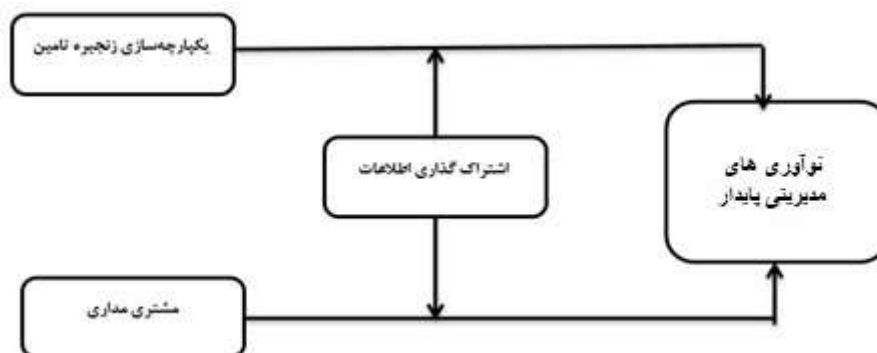 یکپارچه‌سازی زنجیره تامین
اشتراک گذاری اطلاعات
نوآوری های
مدیریتی پایدار
مشتری مداری